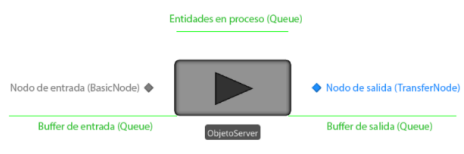 Entidades en proceso (Queue)
Nodo de entrada (BasicNode)
Nodo de salida (TransferNode)
Buffer de entrada (Queue)
Buffer de salida (Queue)
ObjetoServer